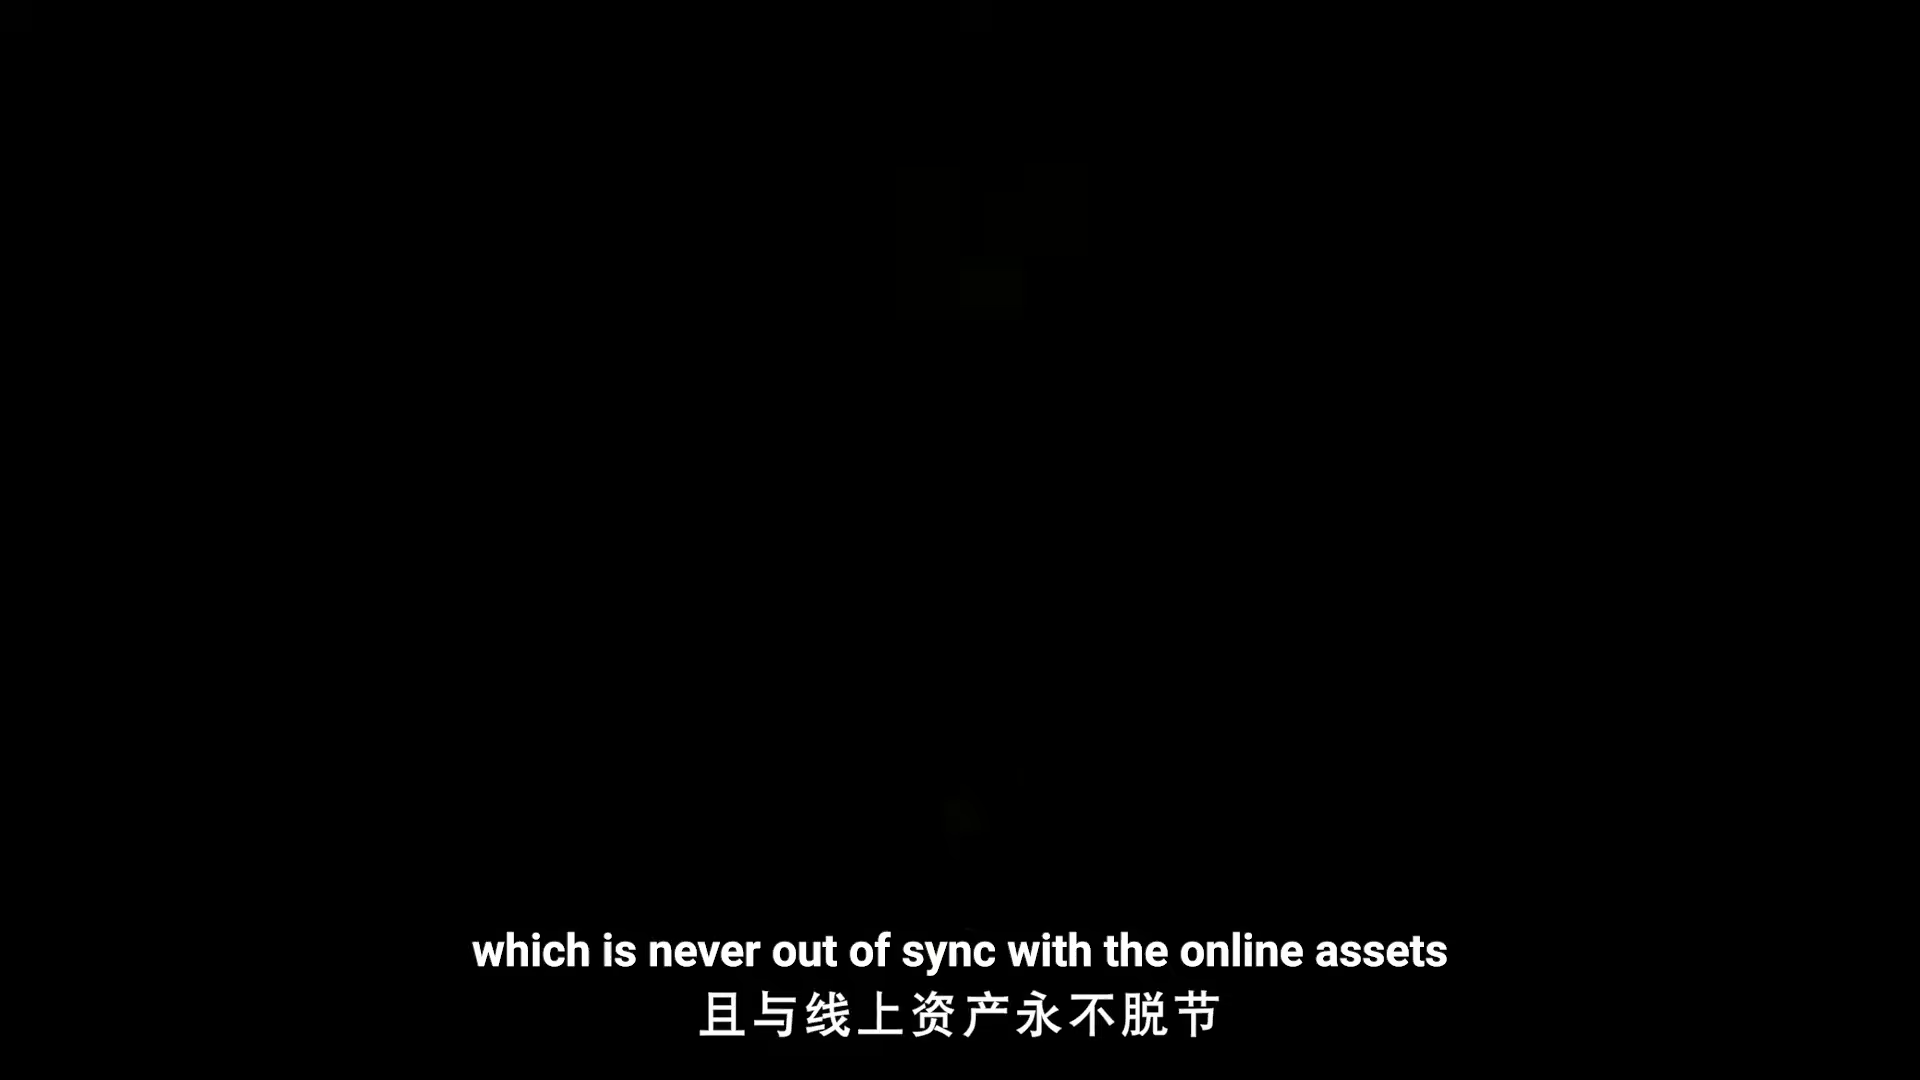 which is never out of sync with the online assets
且与线上资产永不脱节